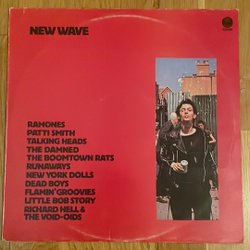 NEW WAVE
RAMONES
PATTI SMITH
TALKING HEADS
THE DAMNED
THE BOOMTOWN RATS
RUNAWAYS
NEW YORK DOLLS
DEAD BOYS
FLAMIN' GROOVIES
LITTLE BOB STORY
RICHARD HELL &
THE VOID-OIDS